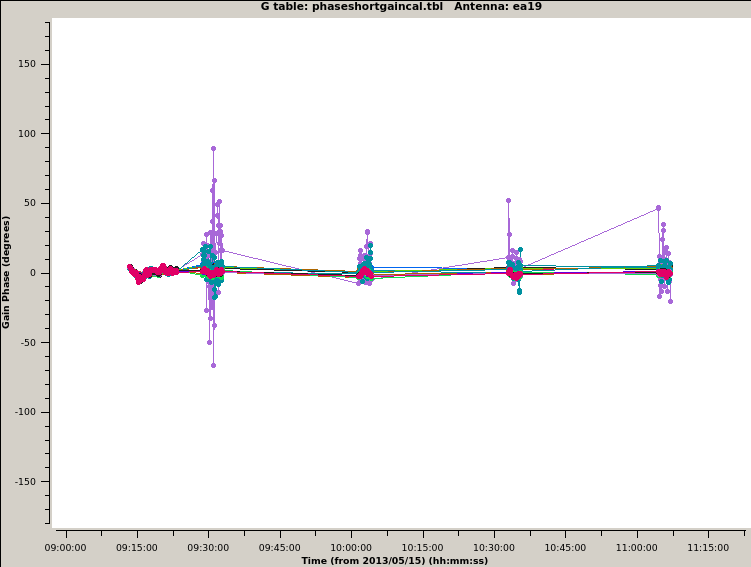 G table: phaseshortgaincal.tbl   Antenna: ea19
Gain Phase (degrees)
150
100
50
0
-50
-100
-150
09:00:00 09:15:00 09:30:00 09:45:00 10:00:00 10:15:00 10:30:00 10:45:00 11:00:00 11:15:00
Time (from 2013/05/15) (hh:mm:ss)